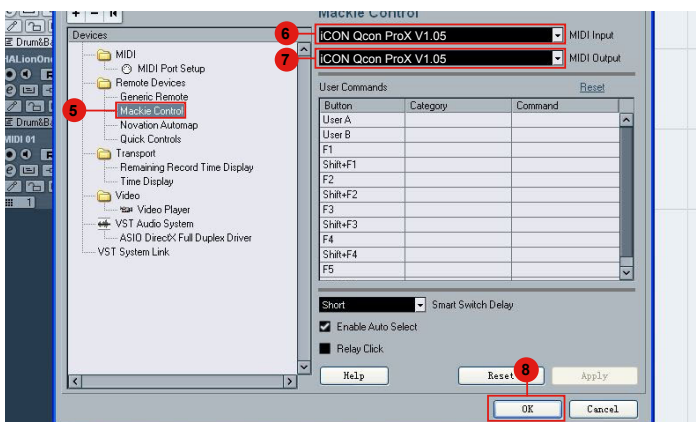 + - K
Mackie Control
Devices
6
iCON Qcon ProX V1.05
MIDI Input
7
iCON Qcon ProX V1.05
MIDI Output
MIDI
MIDI Port Setup
Remote Devices
Generic Remote
5
Mackie Control
Novation Automap
Quick Controls
Transport
Remaining Record Time Display
Time Display
Video
Video Player
VST Audio System
ASIO DirectX Full Duplex Driver
VST System Link
User Commands
Reset
Button Category Command
User A
User B
F1
Shift+F1
F2
Shift+F2
F3
Shift+F3
F4
Shift+F4
F5
Short
Smart Switch Delay
Enable Auto Select
Relay Click
Help
Reset
Apply
8
OK
Cancel
MIDI 01
1